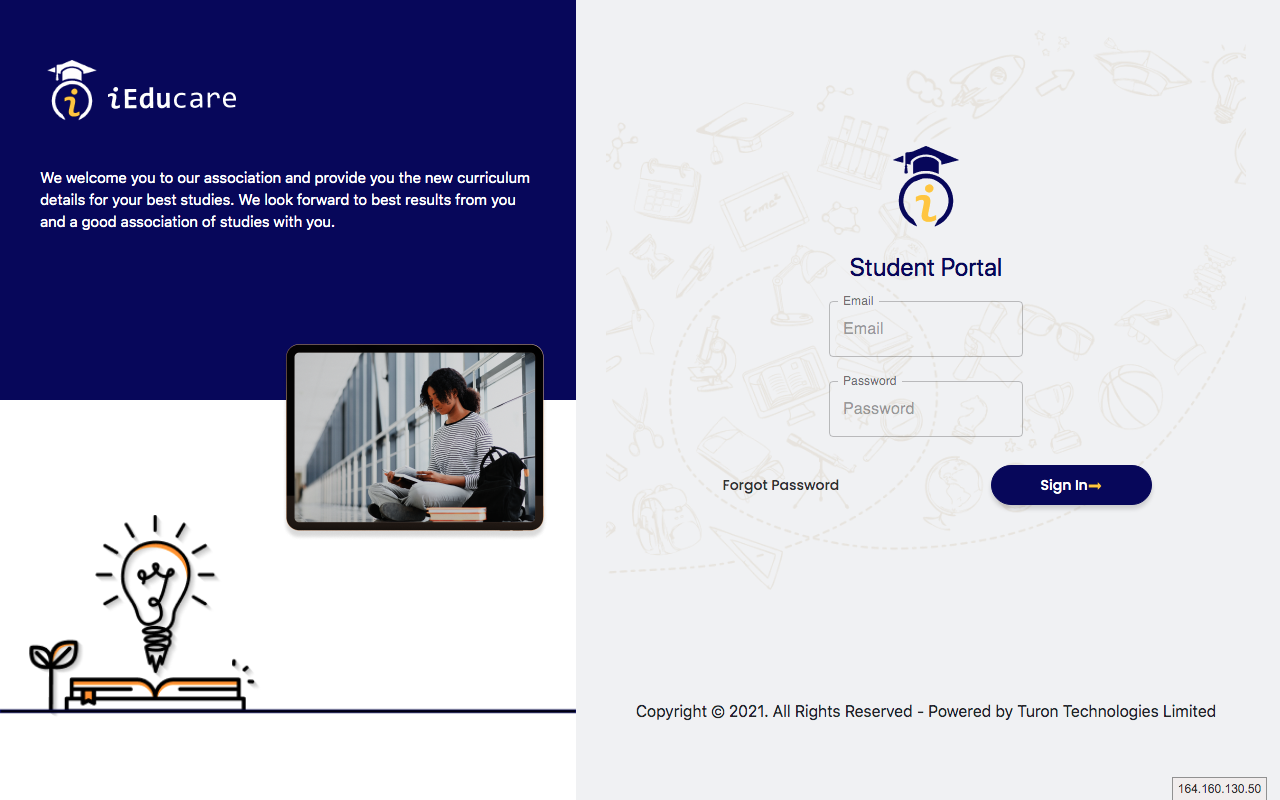 iEducare
We welcome you to our association and provide you the new curriculum
details for your best studies. We look forward to best results from you
and a good association of studies with you.
i
Student Portal
Email
Email
Password
Password
Forgot Password
Sign In
Copyright © 2021. All Rights Reserved - Powered by Turon Technologies Limited
164.160.130.50